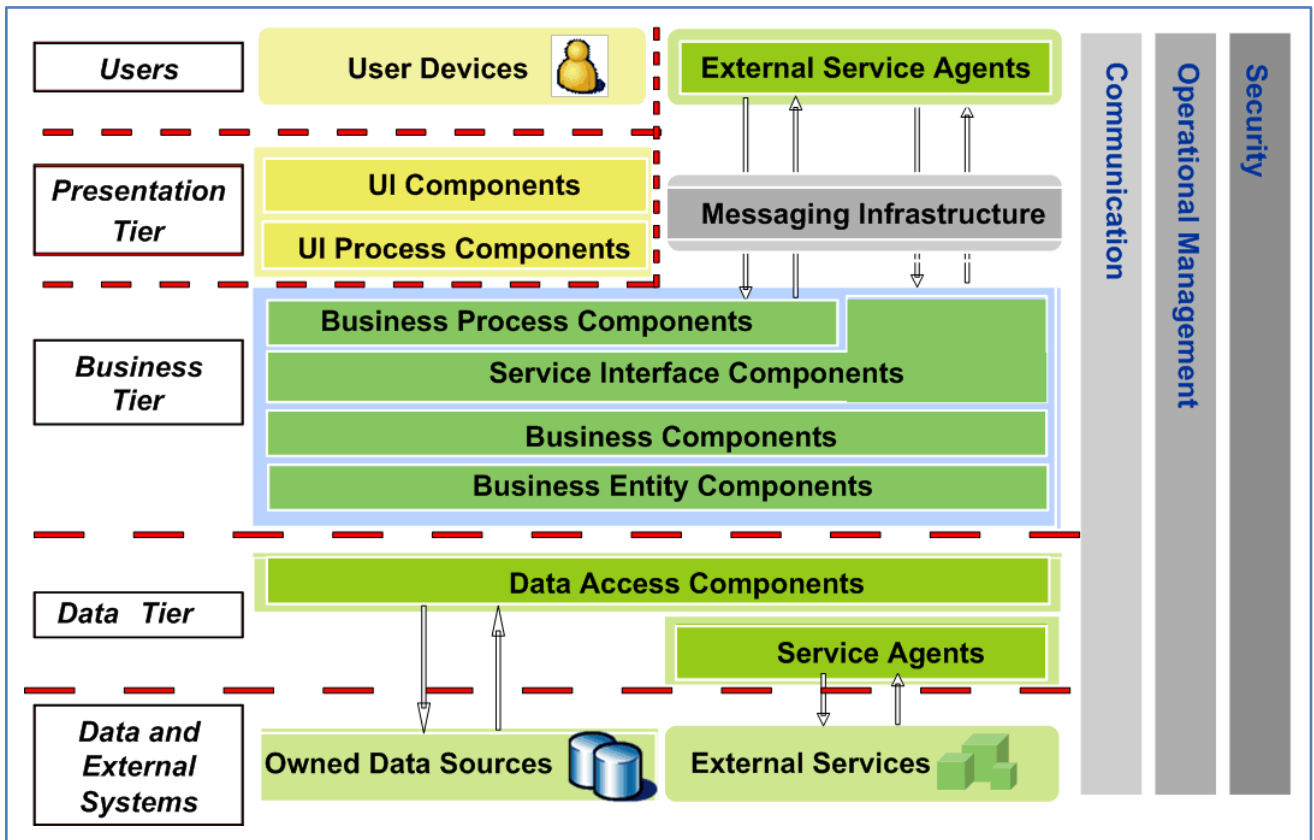 Users
User Devices
External Service Agents
Presentation
Tier
UI Components
UI Process Components
Messaging Infrastructure
Business
Tier
Business Process Components
Service Interface Components
Business Components
Business Entity Components
Data Tier
Data Access Components
Service Agents
Data and
External
Systems
Owned Data Sources
External Services
Communication
Operational Management
Security